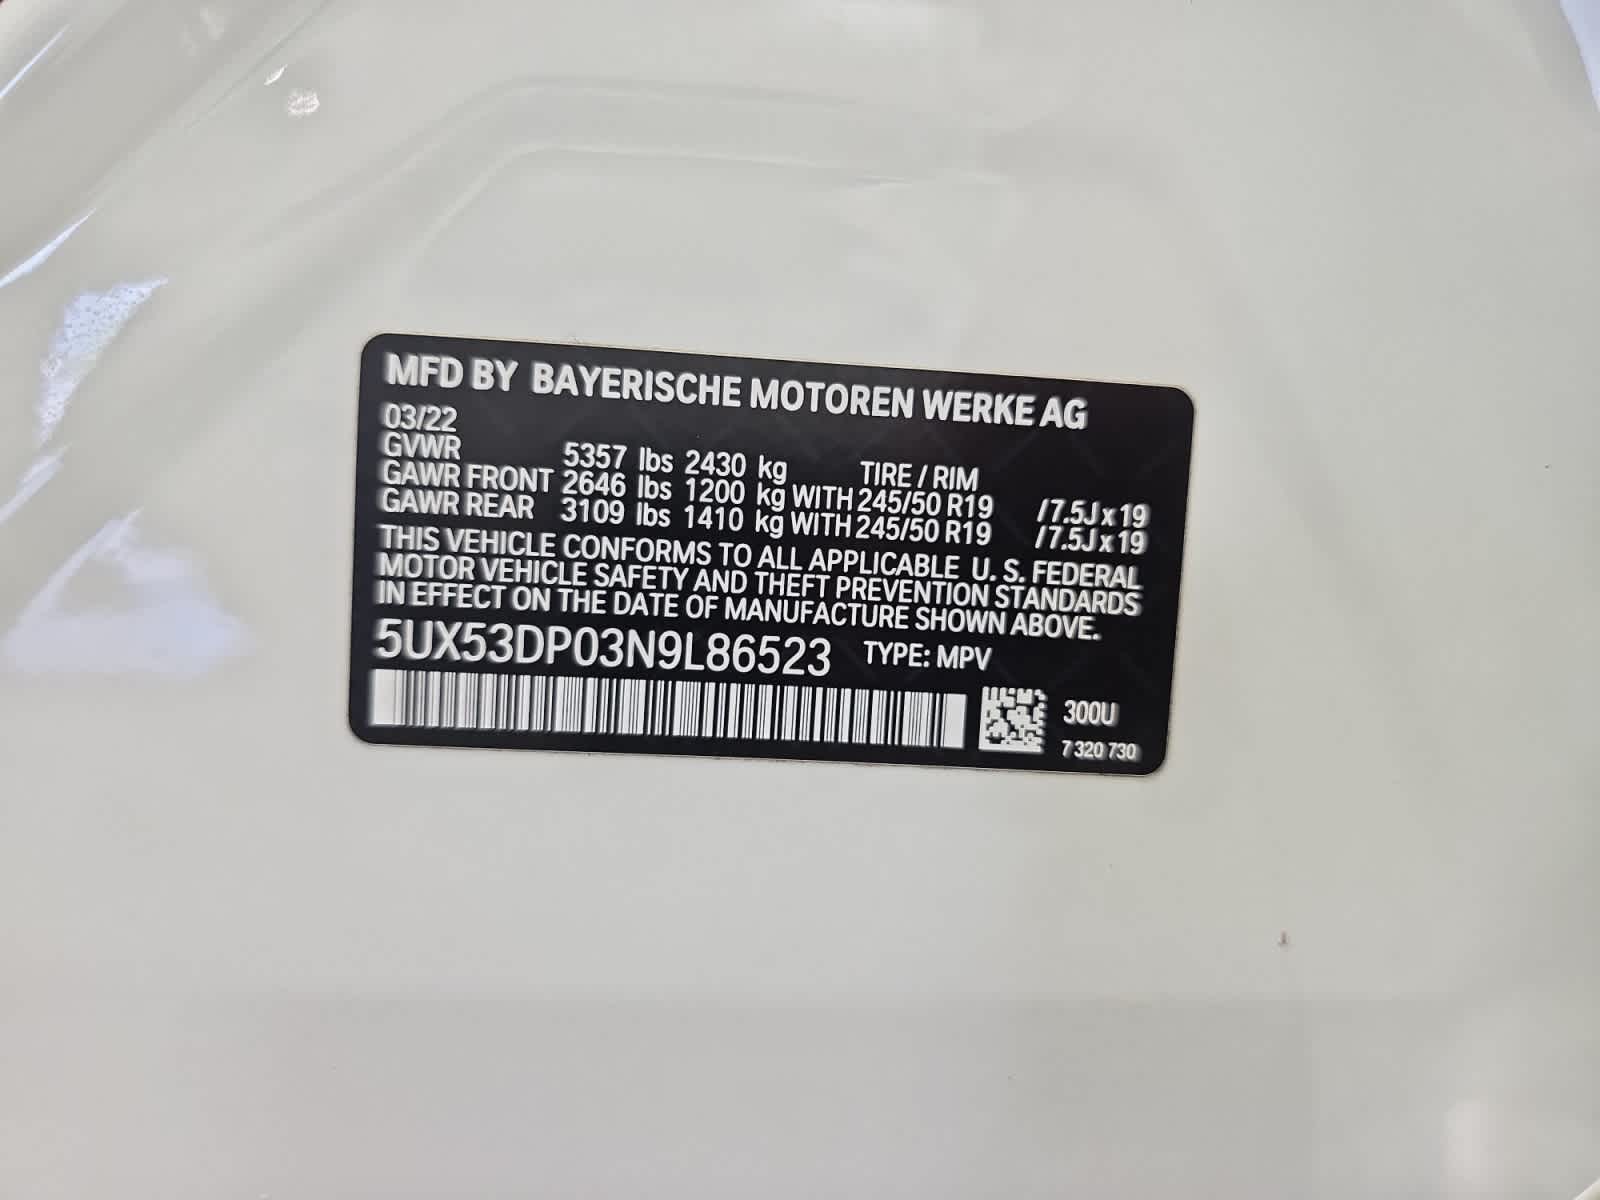 MFD BY BAYERISCHE MOTOREN WERKE AG
03/22
GVWR 5357 lbs 2430 kg TIRE / RIM
GAWR FRONT 2646 lbs 1200 kg WITH 245/50 R19 /7.5J x 19
GAWR REAR 3109 lbs 1410 kg WITH 245/50 R19 /7.5J x 19
THIS VEHICLE CONFORMS TO ALL APPLICABLE U. S. FEDERAL
MOTOR VEHICLE SAFETY AND THEFT PREVENTION STANDARDS
IN EFFECT ON THE DATE OF MANUFACTURE SHOWN ABOVE.
5UX53DP03N9L86523 TYPE: MPV
300U
7 320 730